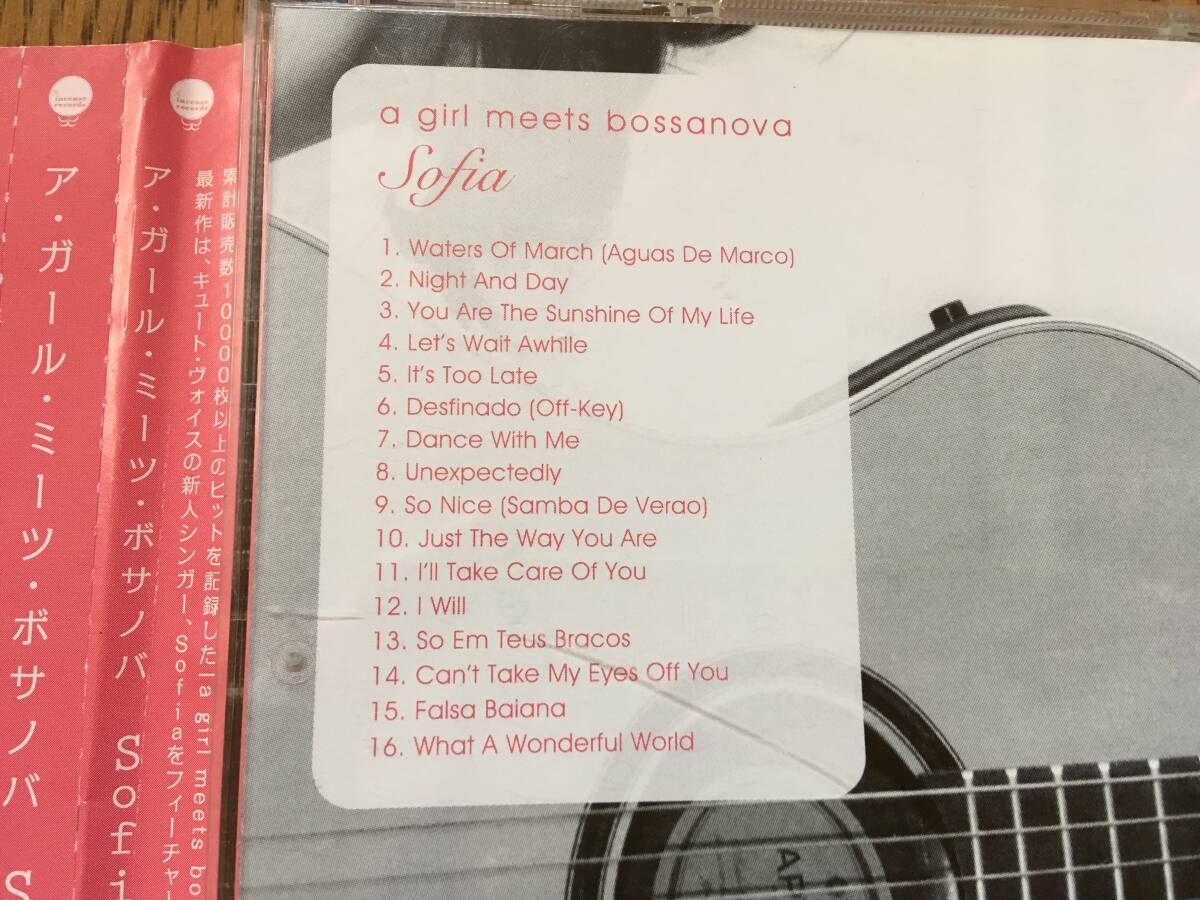 incense
records
ア・ガール・ミーツ・ボサノバ S
incense
records
ア・ガール・ミーツ・ボサノバ Sofi
累計販売数10000枚以上のヒットを記録した「a girl meets bo
最新作は、キュート・ヴォイスの新人シンガー、Sofiaをフィーチャー
a girl meets bossanova
Sofia
1. Waters Of March (Aguas De Marco)
2. Night And Day
3. You Are The Sunshine Of My Life
4. Let's Wait Awhile
5. It's Too Late
6. Desfinado (Off-Key)
7. Dance With Me
8. Unexpectedly
9. So Nice (Samba De Verao)
10. Just The Way You Are
11. I'll Take Care Of You
12. I Will
13. So Em Teus Bracos
14. Can't Take My Eyes Off You
15. Falsa Baiana
16. What A Wonderful World